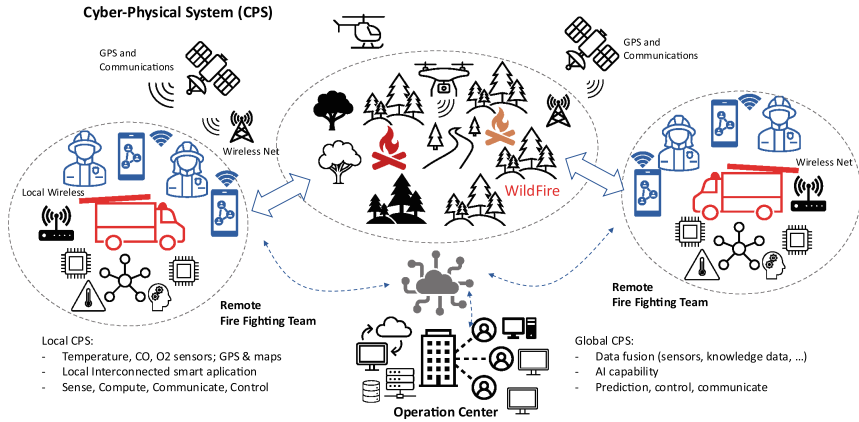 Cyber-Physical System (CPS)
GPS and
Communications
GPS and
Communications
Wireless Net
Local Wireless
WildFire
Wireless Net
Remote
Fire Fighting Team
Remote
Fire Fighting Team
Local CPS:
- Temperature, CO, O2 sensors; GPS & maps
- Local Interconnected smart aplication
- Sense, Compute, Communicate, Control
Operation Center
Global CPS:
- Data fusion (sensors, knowledge data, ...)
- AI capability
- Prediction, control, communicate